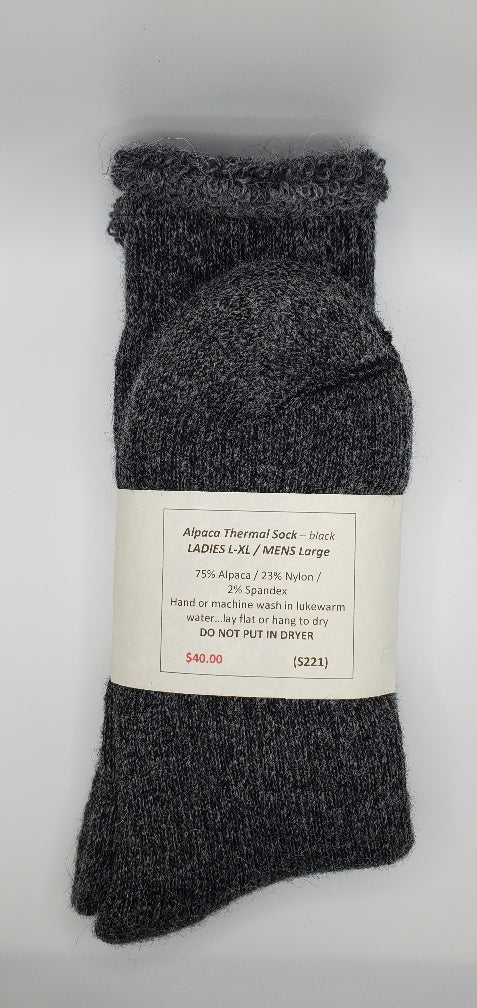 Alpaca Thermal Sock – black
LADIES L-XL / MENS Large
75% Alpaca / 23% Nylon /
2% Spandex
Hand or machine wash in lukewarm
water...lay flat or hang to dry
DO NOT PUT IN DRYER
$40.00 (S221)